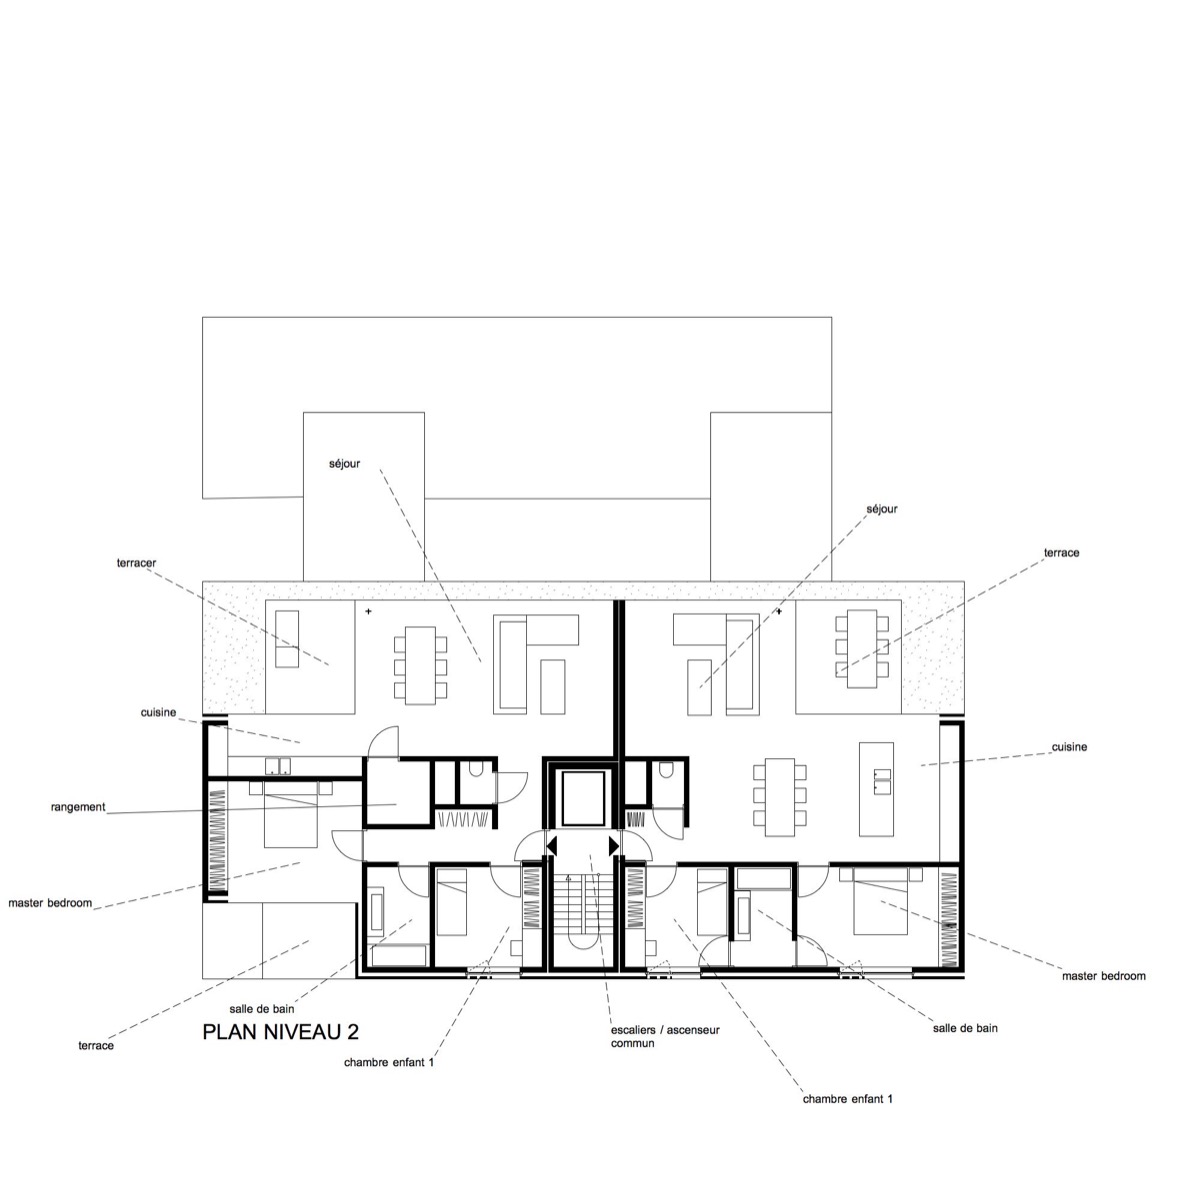 séjour
séjour
terrace
terracer
cuisine
cuisine
rangement
master bedroom
master bedroom
salle de bain
PLAN NIVEAU 2
escaliers / ascenseur
commun
salle de bain
terrace
chambre enfant 1
chambre enfant 1